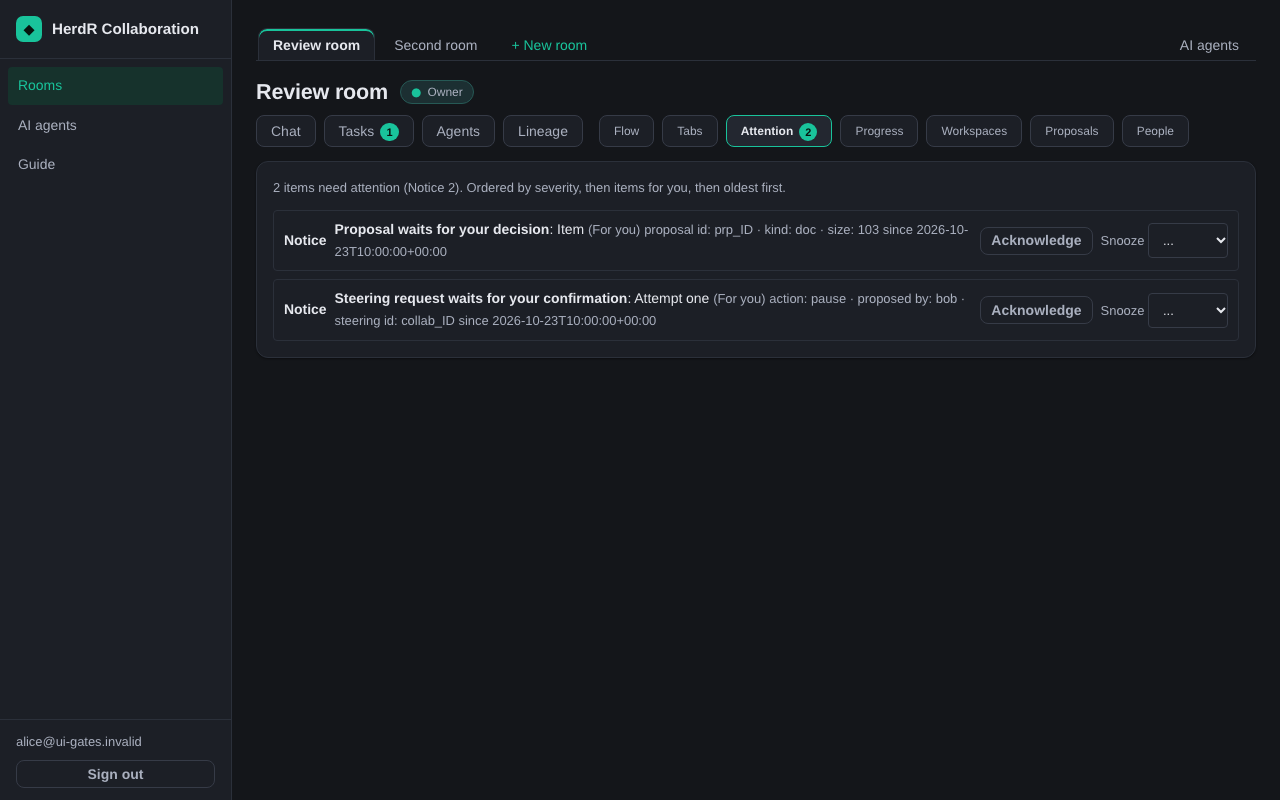 HerdR Collaboration
Rooms
AI agents
Guide
alice@ui-gates.invalid
Sign out
Review room
Second room
+ New room
AI agents
Review room
Owner
Chat
Tasks 1
Agents
Lineage
Flow
Tabs
Attention 2
Progress
Workspaces
Proposals
People
2 items need attention (Notice 2). Ordered by severity, then items for you, then oldest first.
Notice
Proposal waits for your decision: Item (For you) proposal id: prp_ID · kind: doc · size: 103 since 2026-10-
23T10:00:00+00:00
Acknowledge
Snooze
...
Notice
Steering request waits for your confirmation: Attempt one (For you) action: pause · proposed by: bob ·
steering id: collab_ID since 2026-10-23T10:00:00+00:00
Acknowledge
Snooze
...